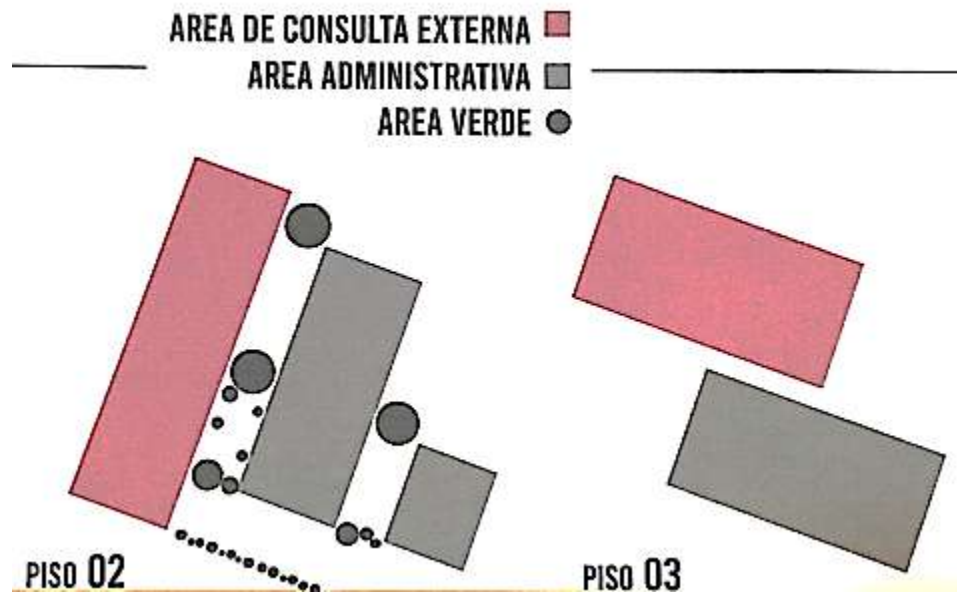 AREA DE CONSULTA EXTERNA
AREA ADMINISTRATIVA
AREA VERDE
PISO 02
PISO 03